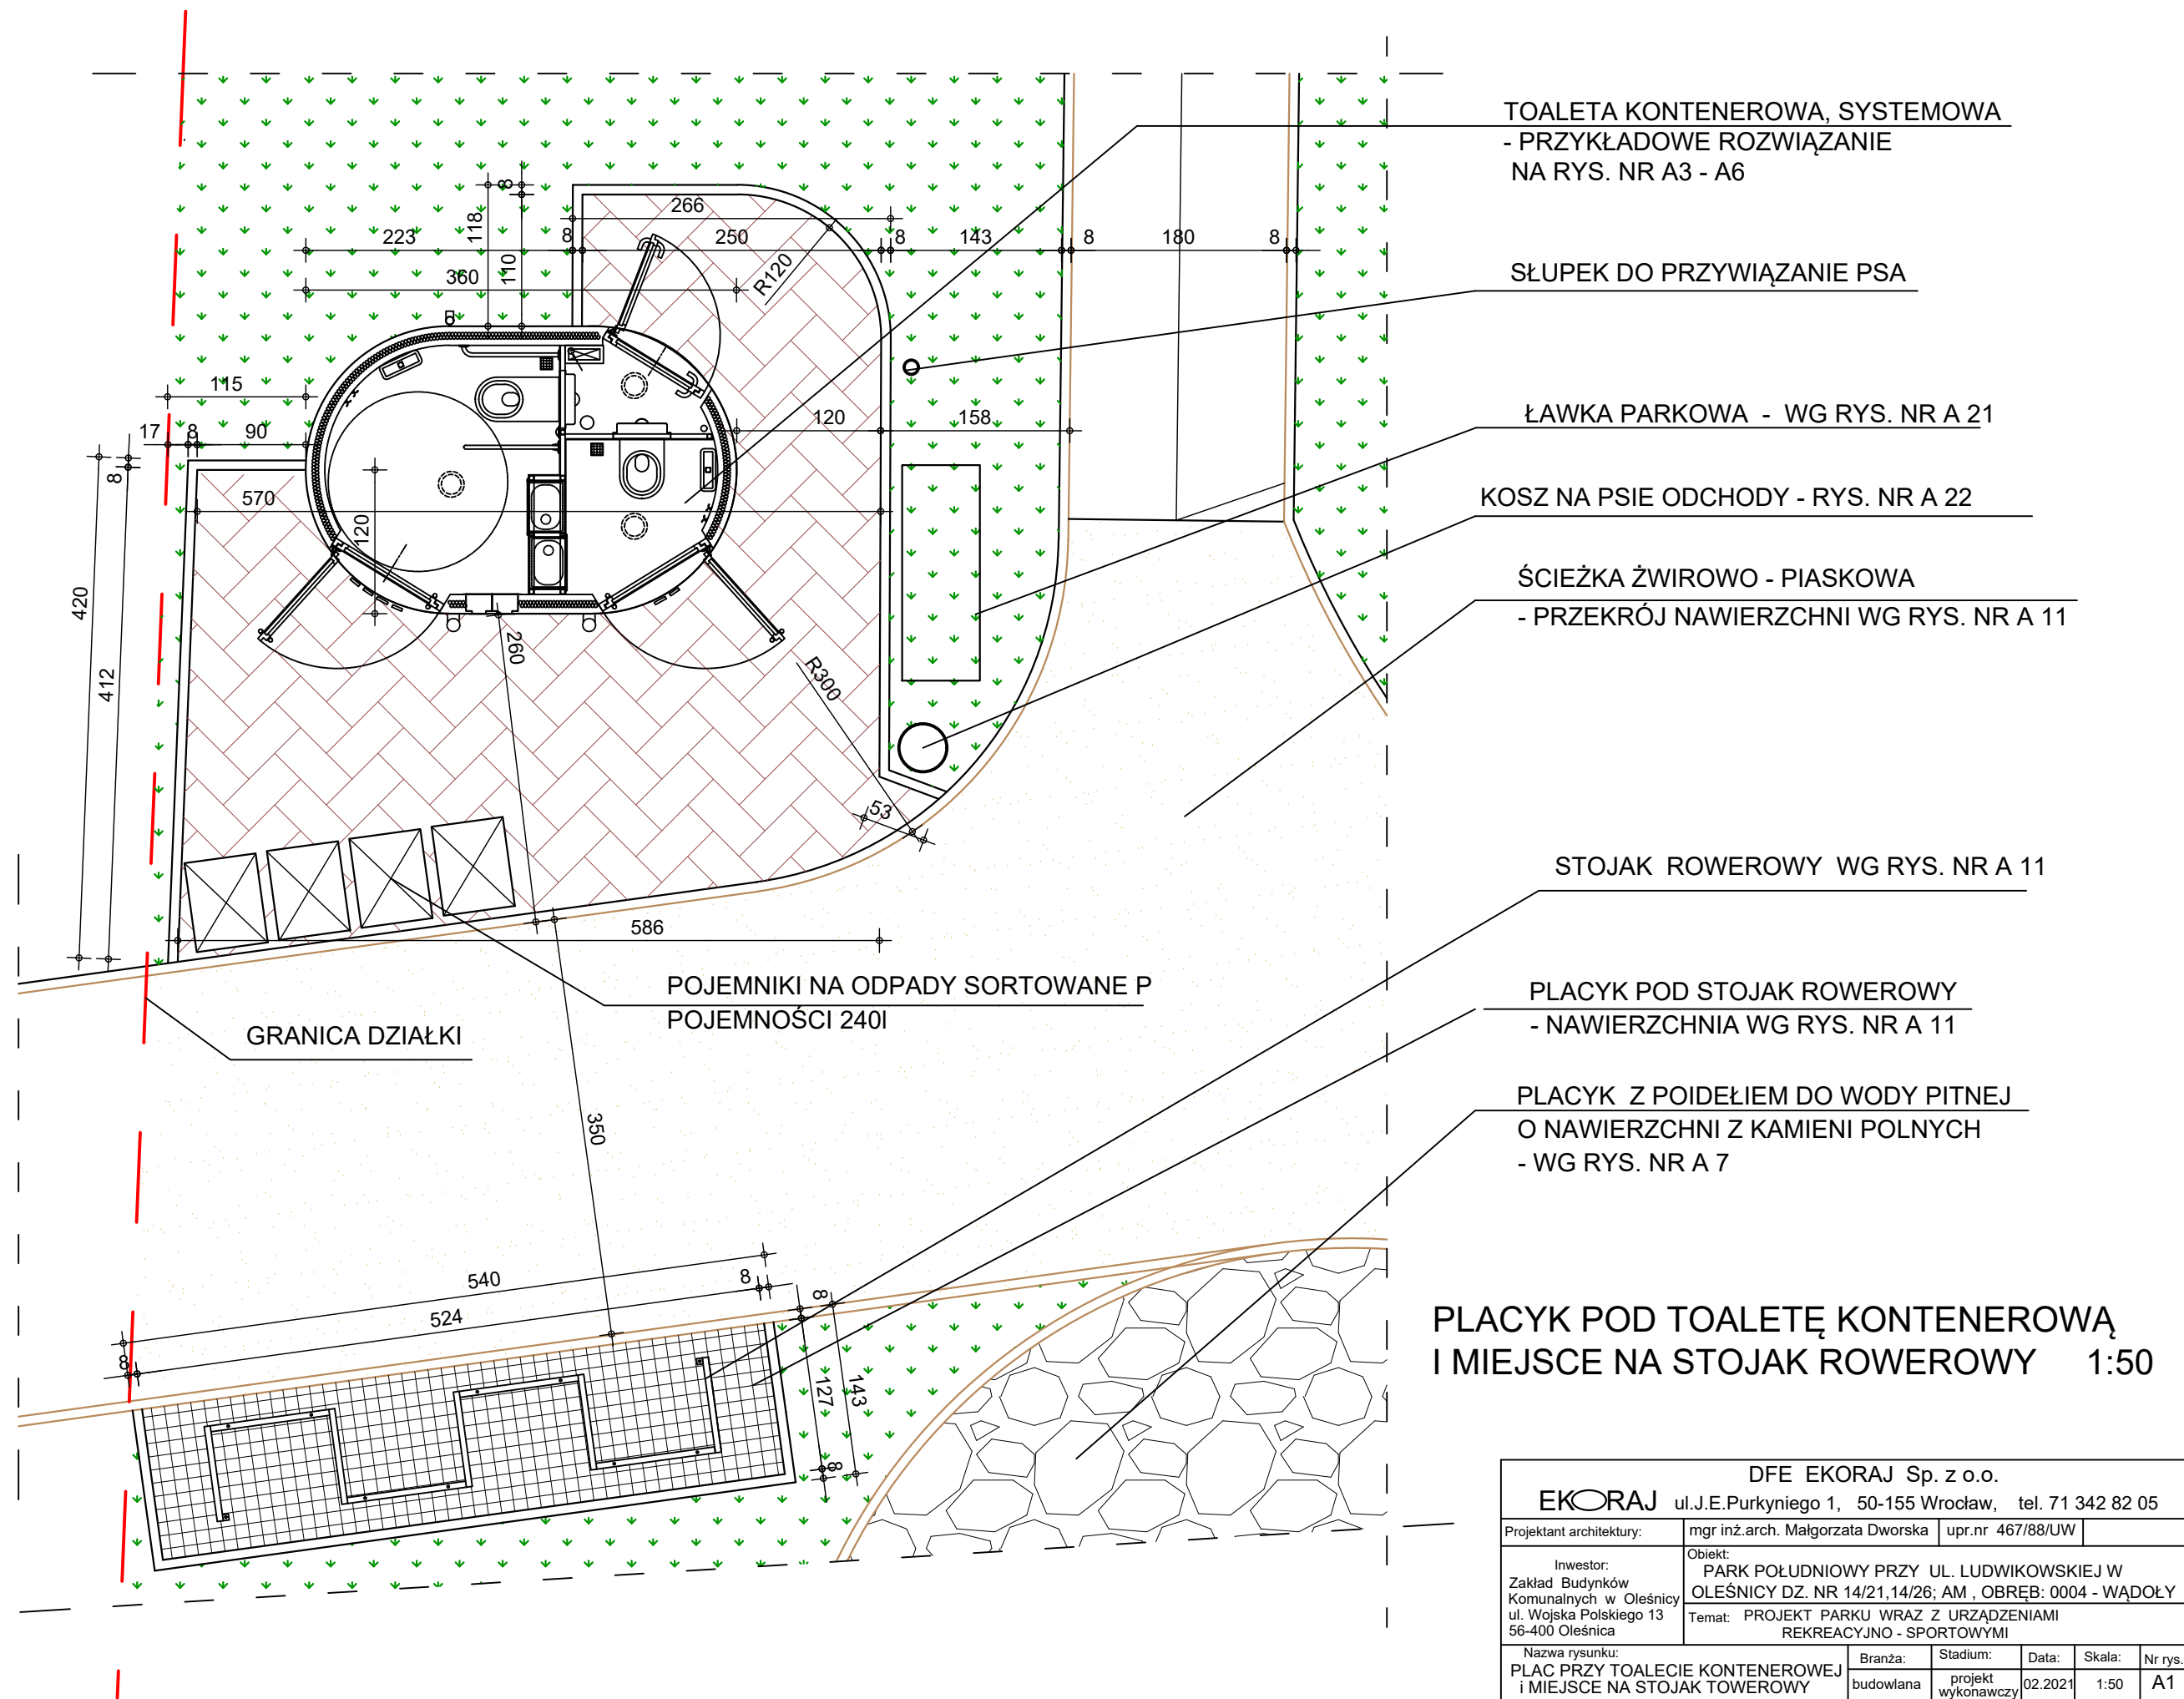 TOALETA KONTENEROWA, SYSTEMOWA
- PRZYKŁADOWE ROZWIĄZANIE
NA RYS. NR A3 - A6
SŁUPEK DO PRZYWIĄZANIE PSA
ŁAWKA PARKOWA - WG RYS. NR A 21
KOSZ NA PSIE ODCHODY - RYS. NR A 22
ŚCIEŻKA ŻWIROWO - PIASKOWA
- PRZEKRÓJ NAWIERZCHNI WG RYS. NR A 11
STOJAK ROWEROWY WG RYS. NR A 11
PLACYK POD STOJAK ROWEROWY
- NAWIERZCHNIA WG RYS. NR A 11
PLACYK Z POIDEŁIEM DO WODY PITNEJ
O NAWIERZCHNI Z KAMIENI POLNYCH
- WG RYS. NR A 7
8
118
110
266
223
8
250
8
143
8
180
8
360
R120
115
17
8
90
120
158
8
570
120
420
412
260
R300
53
586
POJEMNIKI NA ODPADY SORTOWANE P
POJEMNOŚCI 240l
GRANICA DZIAŁKI
350
540
8
524
8
8
127
143
8
PLACYK POD TOALETĘ KONTENEROWĄ
I MIEJSCE NA STOJAK ROWEROWY 1:50
DFE EKORAJ Sp. z o.o.
EKORAJ ul.J.E.Purkyniego 1, 50-155 Wrocław, tel. 71 342 82 05
Projektant architektury: mgr inż.arch. Małgorzata Dworska upr.nr 467/88/UW
Inwestor:
Zakład Budynków
Komunalnych w Oleśnicy
ul. Wojska Polskiego 13
56-400 Oleśnica
Obiekt:
PARK POŁUDNIOWY PRZY UL. LUDWIKOWSKIEJ W
OLEŚNICY DZ. NR 14/21,14/26; AM , OBRĘB: 0004 - WĄDOŁY
Temat: PROJEKT PARKU WRAZ Z URZĄDZENIAMI
REKREACYJNO - SPORTOWYMI
Nazwa rysunku:
PLAC PRZY TOALECIE KONTENEROWEJ
i MIEJSCE NA STOJAK TOWEROWY
Branża:
budowlana
Stadium:
projekt
wykonawczy
Data:
02.2021
Skala:
1:50
Nr rys.
A1